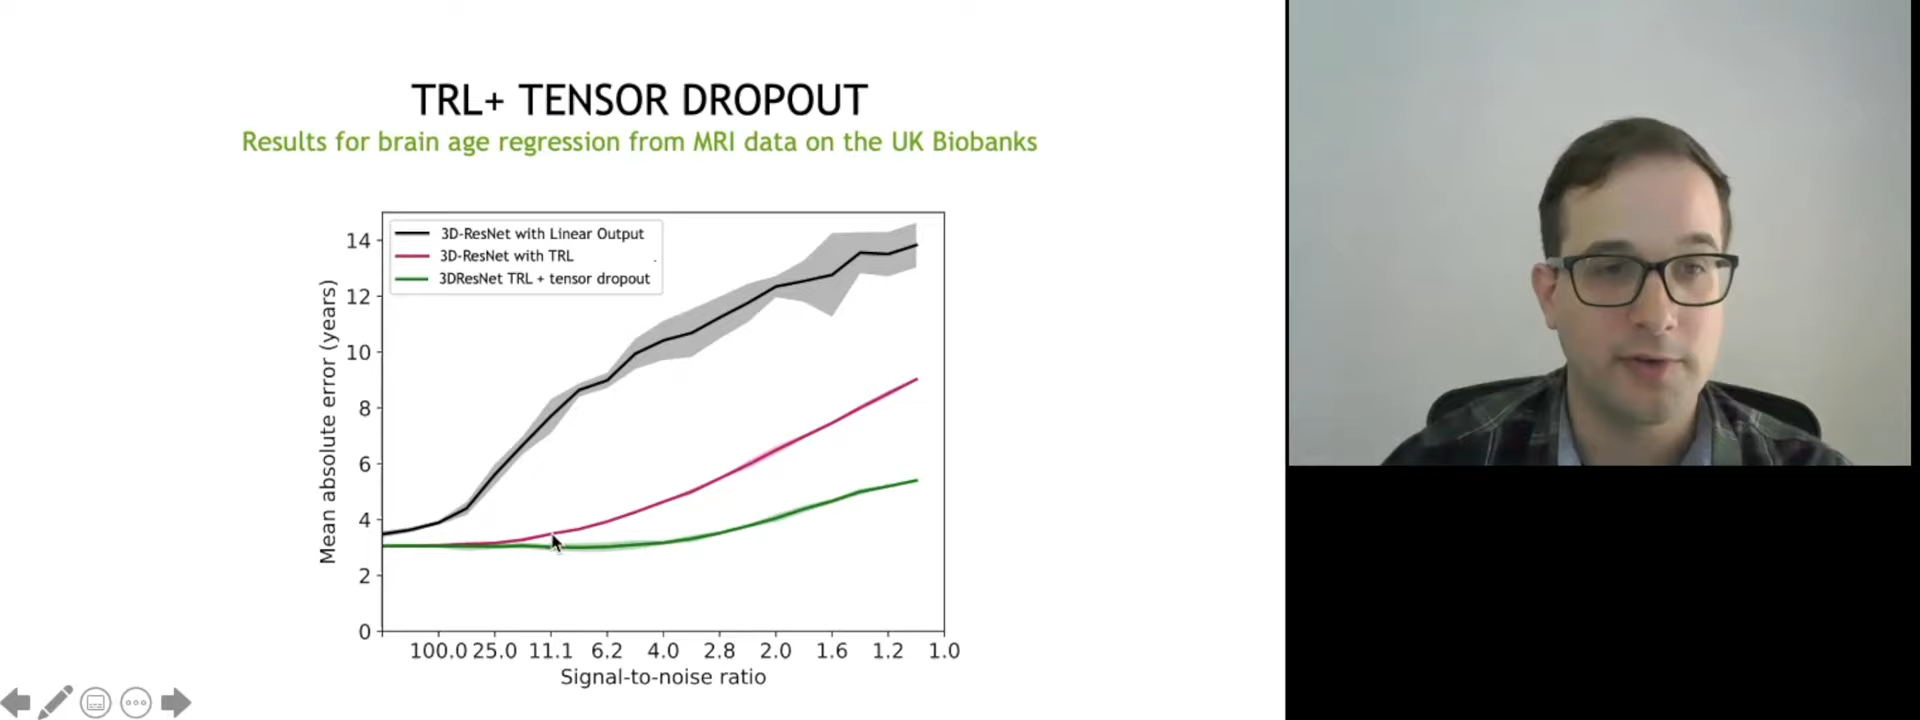 TRL+ TENSOR DROPOUT
Results for brain age regression from MRI data on the UK Biobanks
3D-ResNet with Linear Output
3D-ResNet with TRL
3DResNet TRL + tensor dropout
Mean absolute error (years)
14
12
10
8
6
4
2
0
100.0 25.0 11.1 6.2 4.0 2.8 2.0 1.6 1.2 1.0
Signal-to-noise ratio